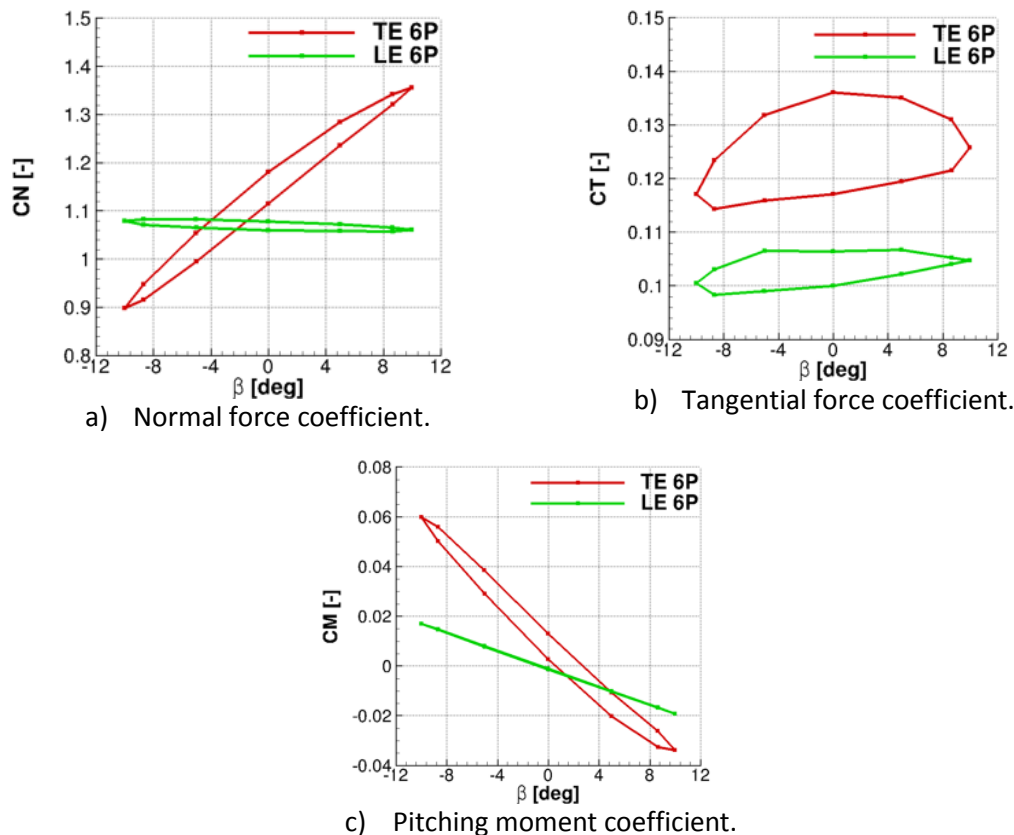 1.5
1.4
1.3
1.2
1.1
1
0.9
0.8
CN [-]
TE 6P
LE 6P
-12 -8 -4 0 4 8 12
β [deg]
a) Normal force coefficient.
0.15
0.14
0.13
0.12
0.11
0.1
0.09
CT [-]
TE 6P
LE 6P
-12 -8 -4 0 4 8 12
β [deg]
b) Tangential force coefficient.
0.08
0.06
0.04
0.02
0
-0.02
-0.04
CM [-]
TE 6P
LE 6P
-12 -8 -4 0 4 8 12
β [deg]
c) Pitching moment coefficient.